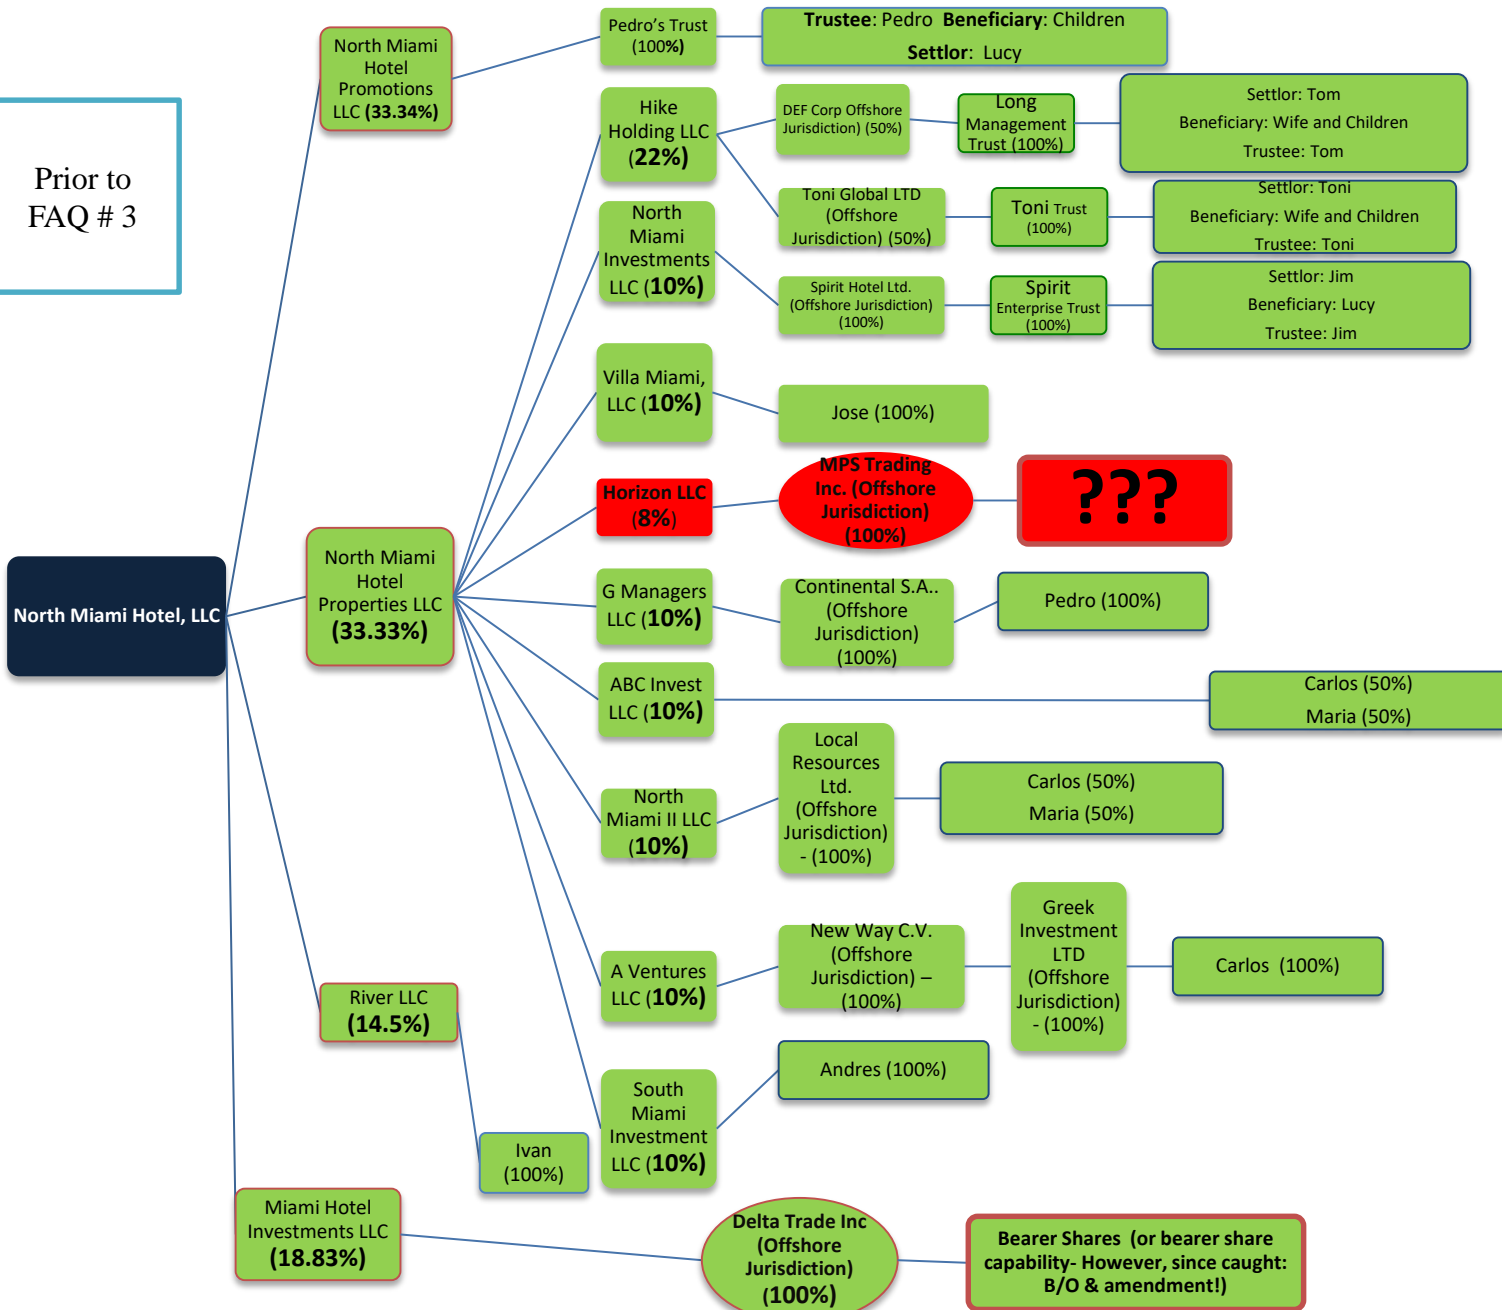 Prior to
FAQ # 3
North Miami Hotel, LLC
North Miami
Hotel
Promotions
LLC (33.34%)
Pedro's Trust
(100%)
Trustee: Pedro  Beneficiary: Children
Settlor:  Lucy
North Miami
Hotel
Properties LLC
(33.33%)
Hike
Holding LLC
(22%)
DEF Corp Offshore
Jurisdiction) (50%)
Long
Management
Trust (100%)
Settlor: Tom
Beneficiary: Wife and Children
Trustee: Tom
Toni Global LTD
(Offshore
Jurisdiction) (50%)
Toni Trust
(100%)
Settlor: Toni
Beneficiary: Wife and Children
Trustee: Toni
North
Miami
Investments
LLC (10%)
Spirit Hotel Ltd.
(Offshore Jurisdiction)
(100%)
Spirit
Enterprise Trust
(100%)
Settlor: Jim
Beneficiary: Lucy
Trustee: Jim
Villa Miami,
LLC (10%)
Jose (100%)
Horizon LLC
(8%)
MPS Trading
Inc. (Offshore
Jurisdiction)
(100%)
???
G Managers
LLC (10%)
Continental S.A..
(Offshore
Jurisdiction)
(100%)
Pedro (100%)
ABC Invest
LLC (10%)
Carlos (50%)
Maria (50%)
North
Miami II LLC
(10%)
Local
Resources
Ltd.
(Offshore
Jurisdiction)
- (100%)
Carlos (50%)
Maria (50%)
A Ventures
LLC (10%)
New Way C.V.
(Offshore
Jurisdiction) –
(100%)
Greek
Investment
LTD
(Offshore
Jurisdiction)
- (100%)
Carlos  (100%)
South
Miami
Investment
LLC (10%)
Andres (100%)
River LLC
(14.5%)
Ivan
(100%)
Miami Hotel
Investments LLC
(18.83%)
Delta Trade Inc
(Offshore
Jurisdiction)
(100%)
Bearer Shares  (or bearer share
capability- However, since caught:
B/O & amendment!)